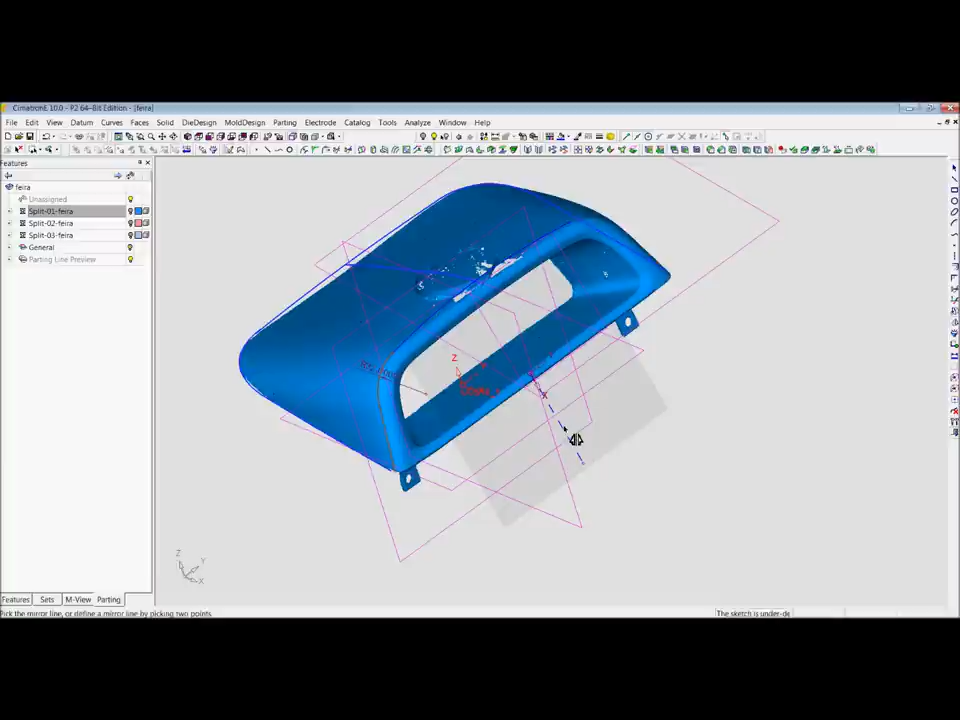 CimatronE 10.0 - P2 64-Bit Edition - [feira]
File Edit View Datum Curves Faces Solid DieDesign MoldDesign Parting Electrode Catalog Tools Analyze Window Help
Features
feira
Unassigned
Split-01-feira
Split-02-feira
Split-03-feira
General
Parting Line Preview
Z
X
Z
Y
X
Features Sets M-View Parting
Pick the mirror line, or define a mirror line by picking two points.
The sketch is under-de